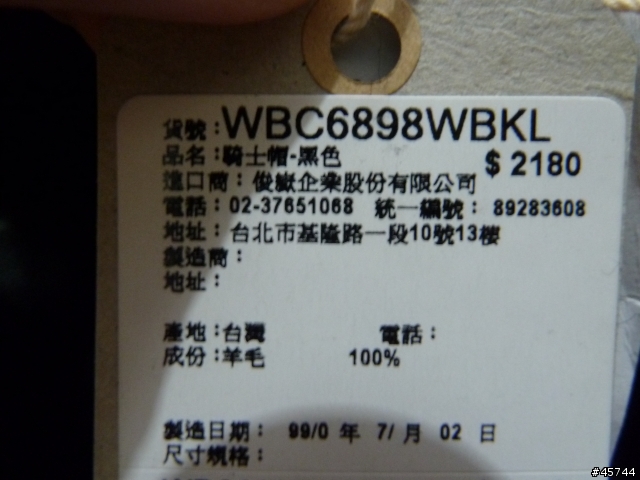 貨號:WBC6898WBKL
品名:騎士帽-黑色 $ 2180
進口商: 俊嶽企業股份有限公司
電話: 02-37651068 統一編號: 89283608
地址: 台北市基隆路一段10號13樓
製造商:
地址:
產地:台灣 電話:
成份:羊毛 100%
製造日期: 99/0 年 7/ 月 02 日
尺寸規格:
#45744